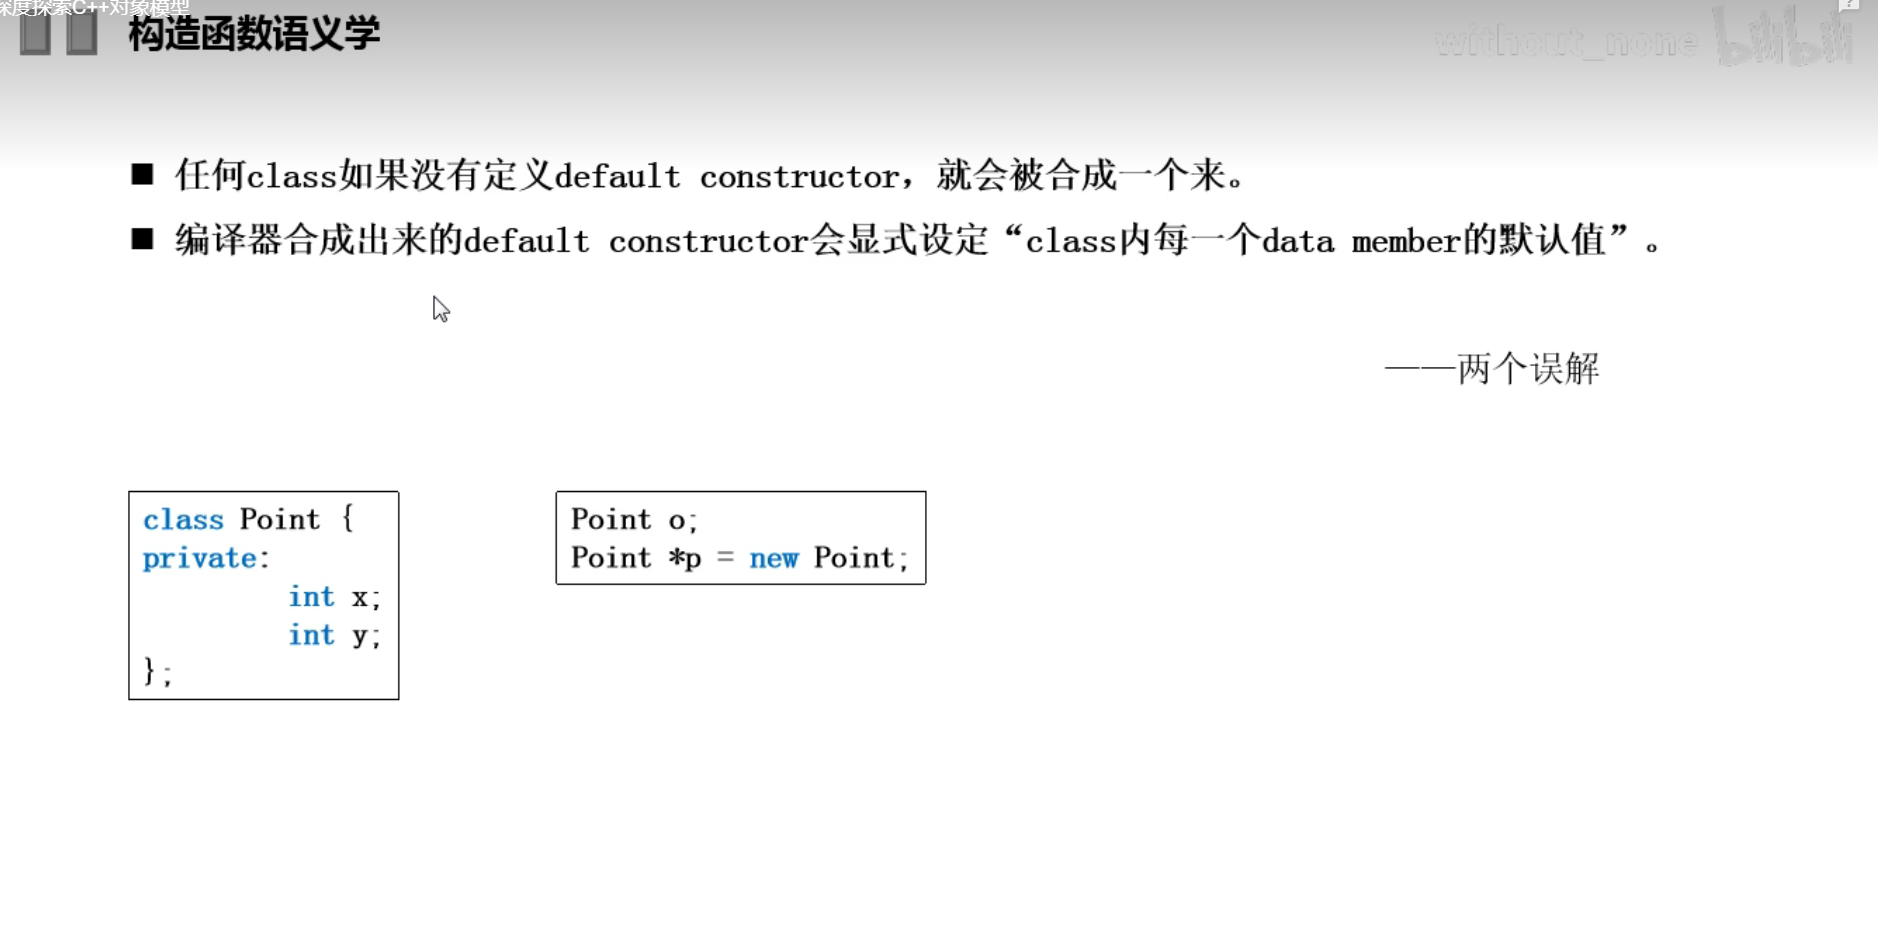 深度探索C++对象模型
构造函数语义学
without_none bilibili
■ 任何class如果没有定义default constructor，就会被合成一个来。
■ 编译器合成出来的default constructor会显式设定“class内每一个data member的默认值”。
——两个误解
class Point {
private:
int x;
int y;
};
Point o;
Point *p = new Point;